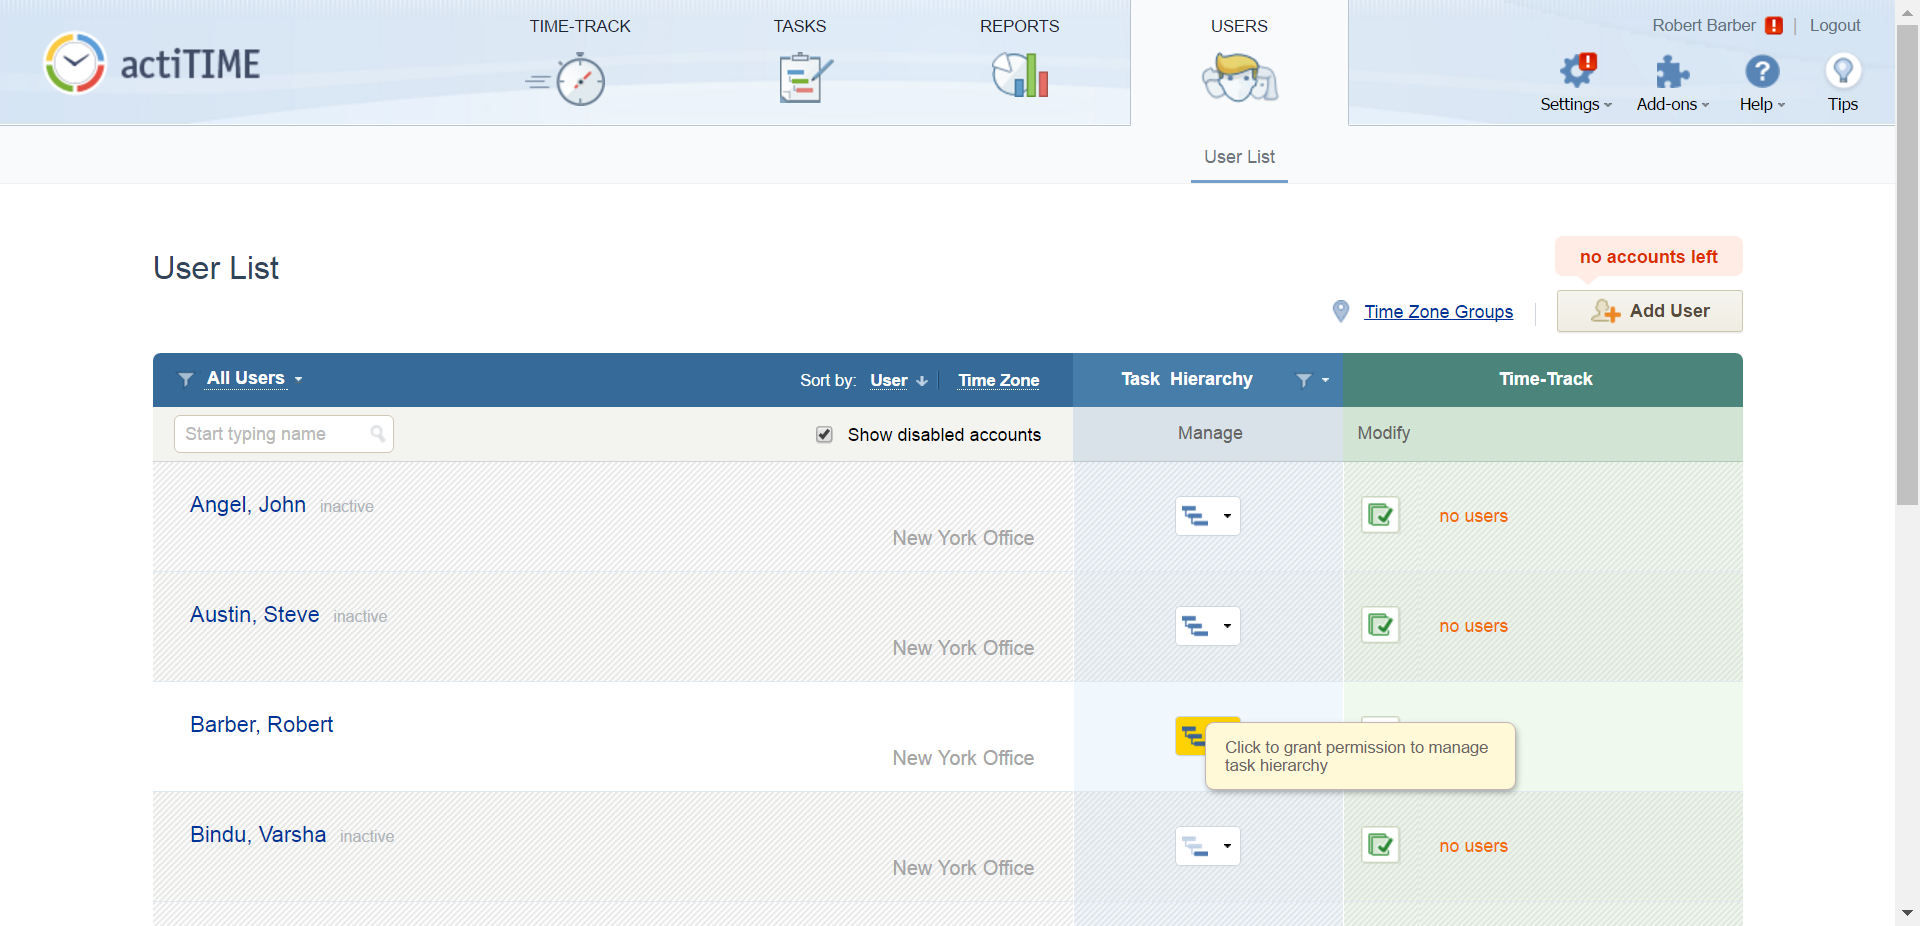 actiTIME
TIME-TRACK
TASKS
REPORTS
USERS
Robert Barber ! | Logout
Settings
Add-ons
Help
Tips
User List
User List
no accounts left
Time Zone Groups
Add User
All Users
Sort by: User Time Zone
Task Hierarchy
Time-Track
Start typing name
Show disabled accounts
Manage
Modify
Angel, John inactive
New York Office
no users
Austin, Steve inactive
New York Office
no users
Barber, Robert
New York Office
Click to grant permission to manage
task hierarchy
Bindu, Varsha inactive
New York Office
no users